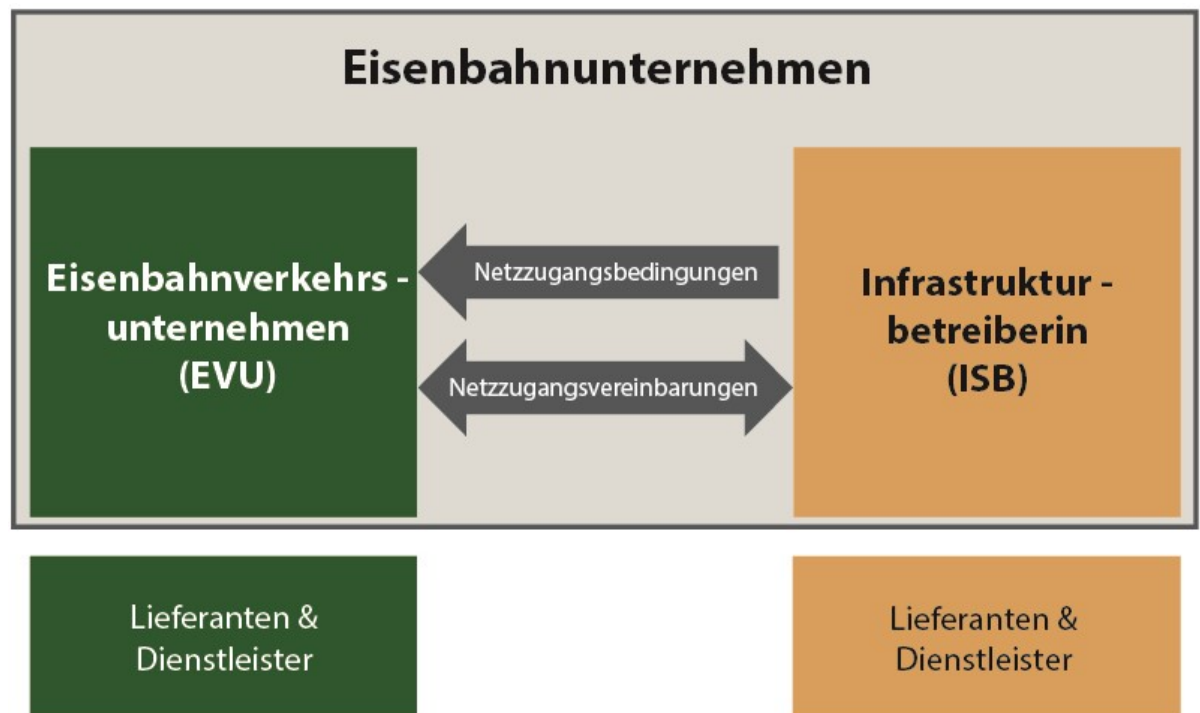 Eisenbahnunternehmen
Eisenbahnverkehrs -
unternehmen
(EVU)
Netzzugangsbedingungen
Netzzugangsvereinbarungen
Infrastruktur -
betreiberin
(ISB)
Lieferanten &
Dienstleister
Lieferanten &
Dienstleister